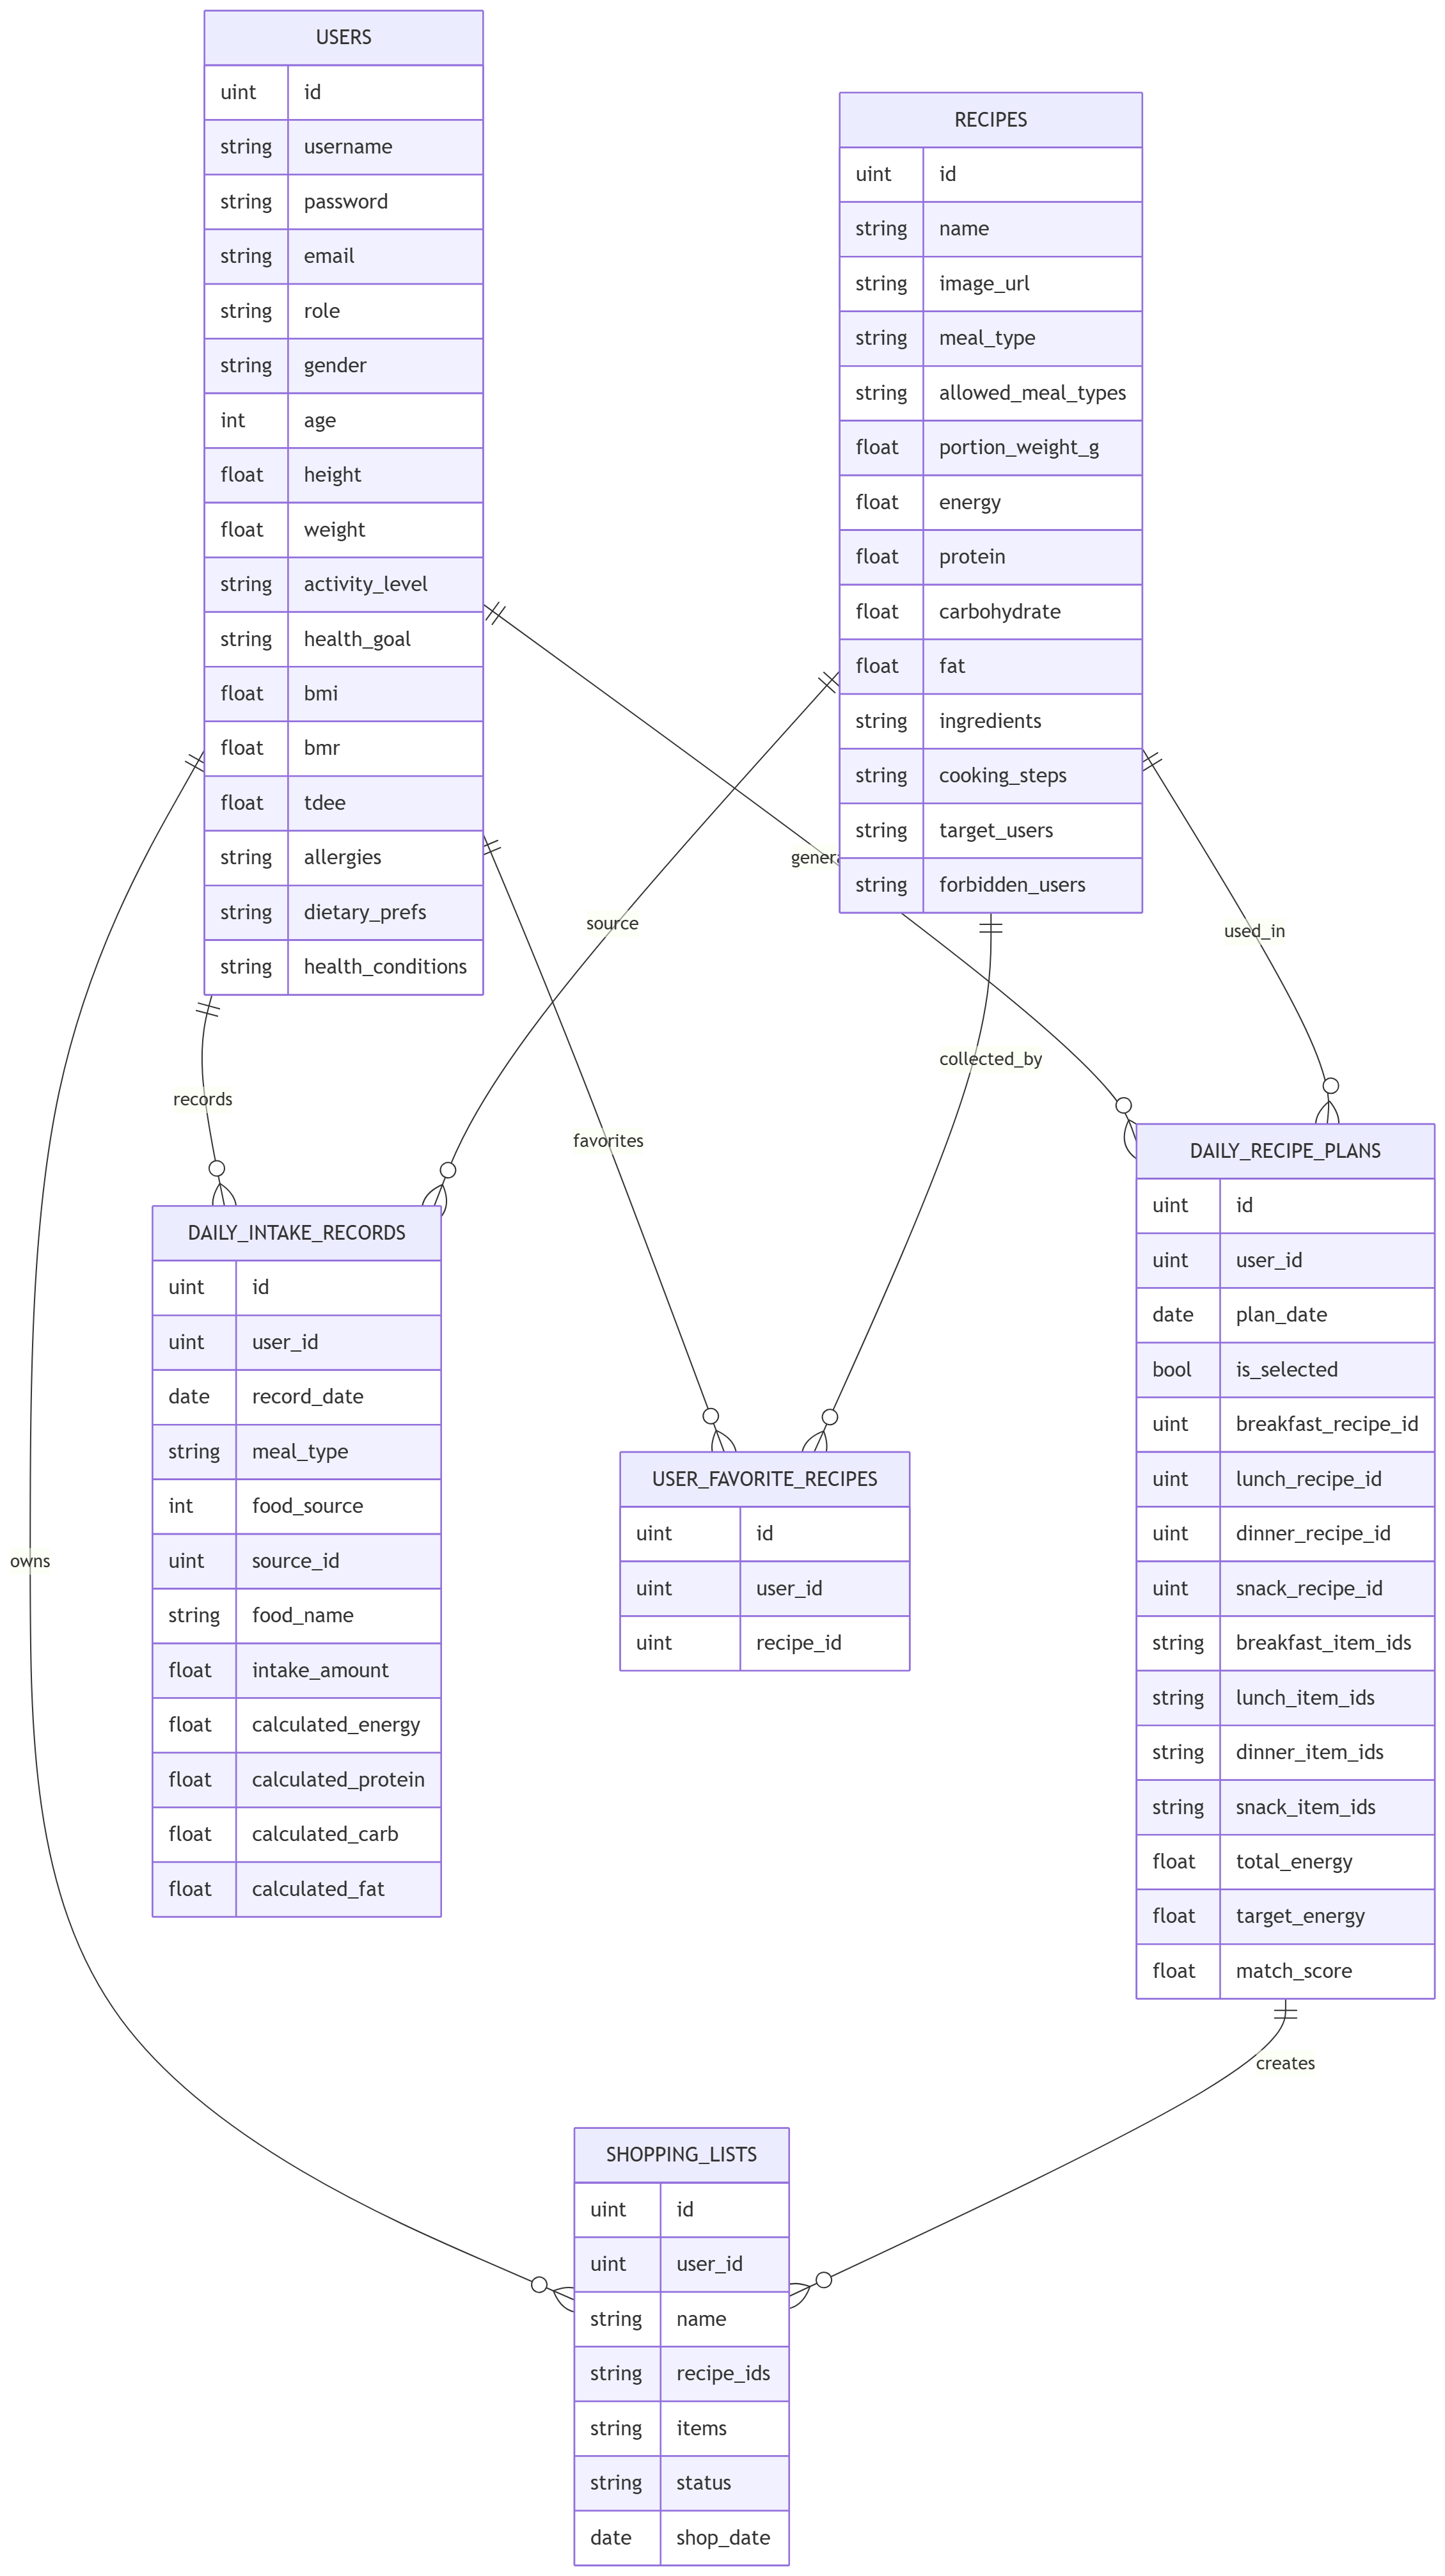 USERS
uint id
string username
string password
string email
string role
string gender
int age
float height
float weight
string activity_level
string health_goal
float bmi
float bmr
float tdee
string allergies
string dietary_prefs
string health_conditions
RECIPES
uint id
string name
string image_url
string meal_type
string allowed_meal_types
float portion_weight_g
float energy
float protein
float carbohydrate
float fat
string ingredients
string cooking_steps
string target_users
string forbidden_users
source
used_in
collected_by
records
favorites
owns
DAILY_INTAKE_RECORDS
uint id
uint user_id
date record_date
string meal_type
int food_source
uint source_id
string food_name
float intake_amount
float calculated_energy
float calculated_protein
float calculated_carb
float calculated_fat
USER_FAVORITE_RECIPES
uint id
uint user_id
uint recipe_id
DAILY_RECIPE_PLANS
uint id
uint user_id
date plan_date
bool is_selected
uint breakfast_recipe_id
uint lunch_recipe_id
uint dinner_recipe_id
uint snack_recipe_id
string breakfast_item_ids
string lunch_item_ids
string dinner_item_ids
string snack_item_ids
float total_energy
float target_energy
float match_score
creates
SHOPPING_LISTS
uint id
uint user_id
string name
string recipe_ids
string items
string status
date shop_date